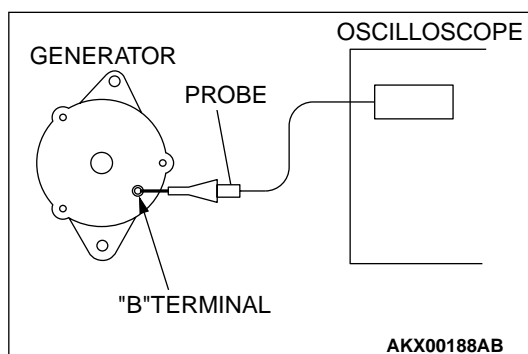 OSCILLOSCOPE
GENERATOR
PROBE
"B"TERMINAL
AKX00188AB